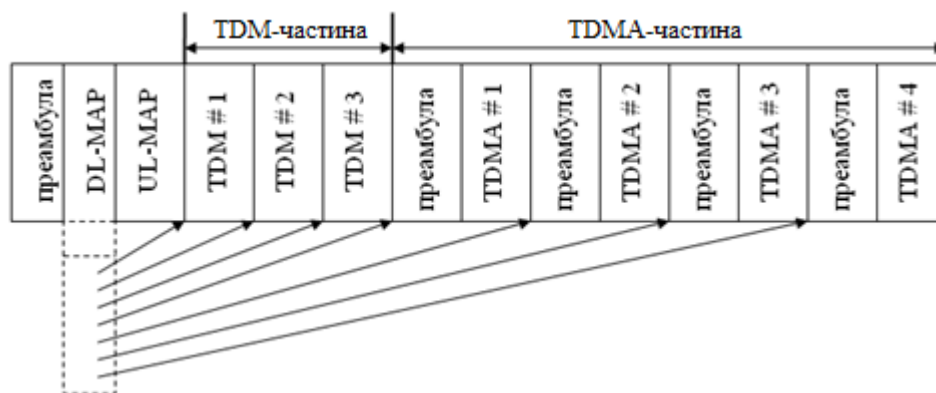 TDM-частина
TDMA-частина
преамбула
DL-MAP
UL-MAP
TDM # 1
TDM # 2
TDM # 3
преамбула
TDMA # 1
преамбула
TDMA # 2
преамбула
TDMA # 3
преамбула
TDMA # 4